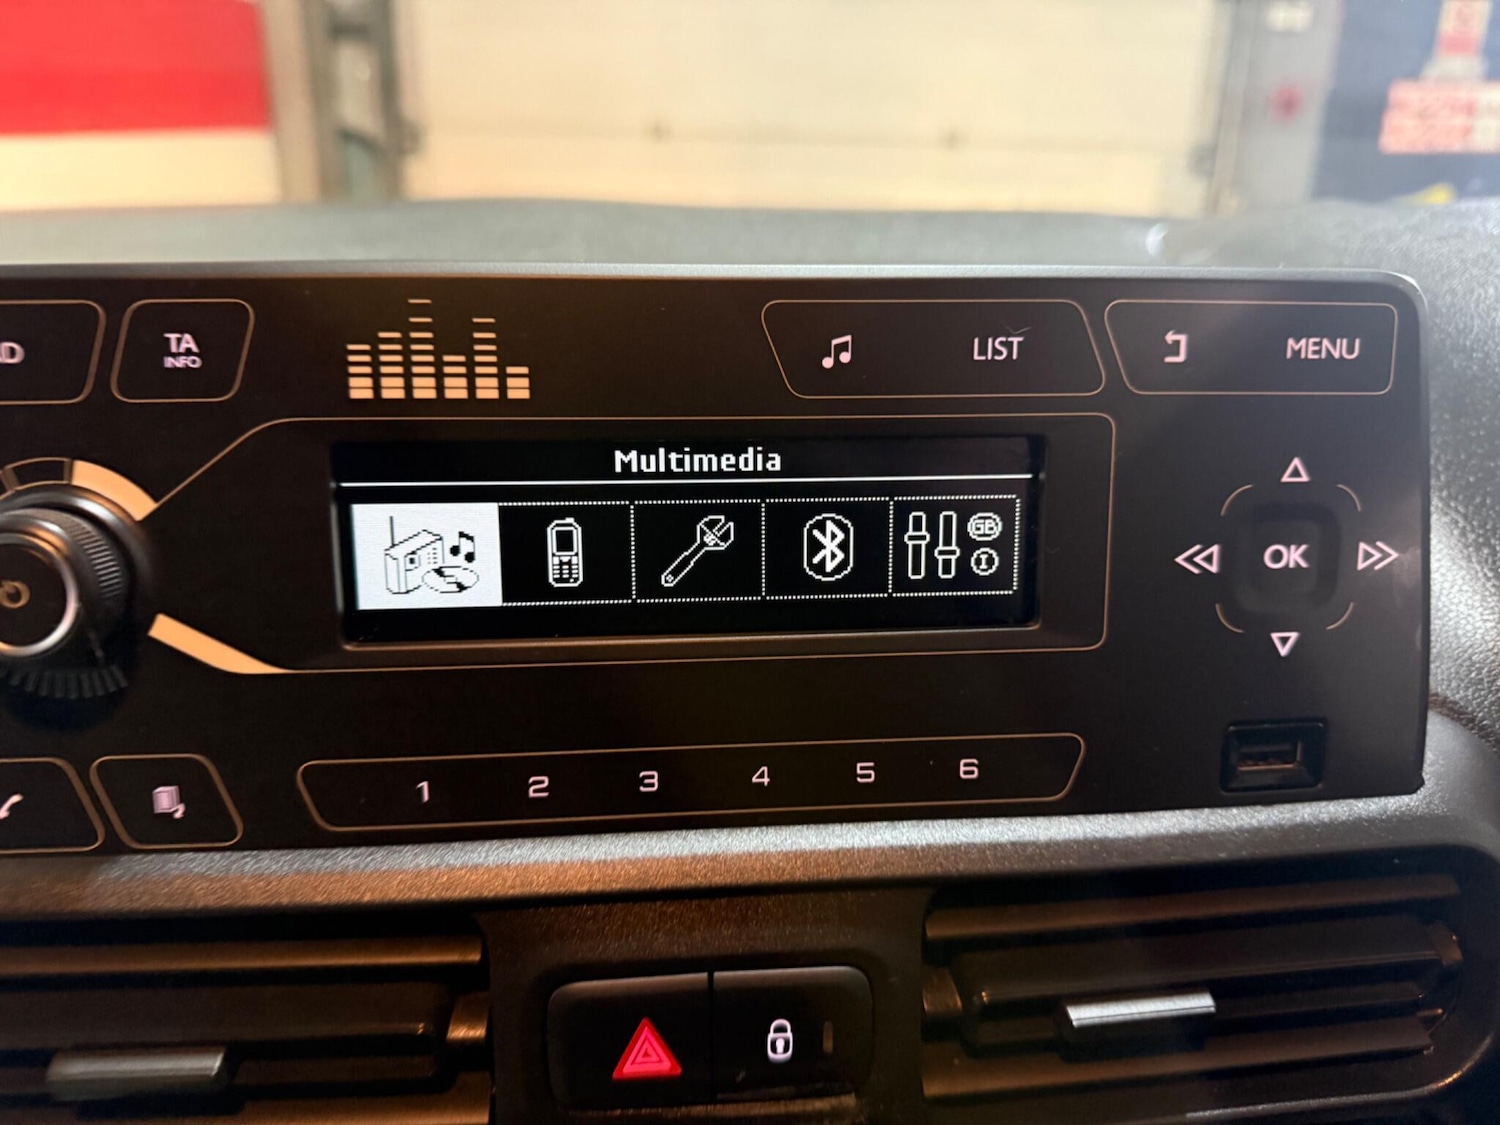 TA
INFO
LIST
MENU
Multimedia
GB
I
OK
1 2 3 4 5 6